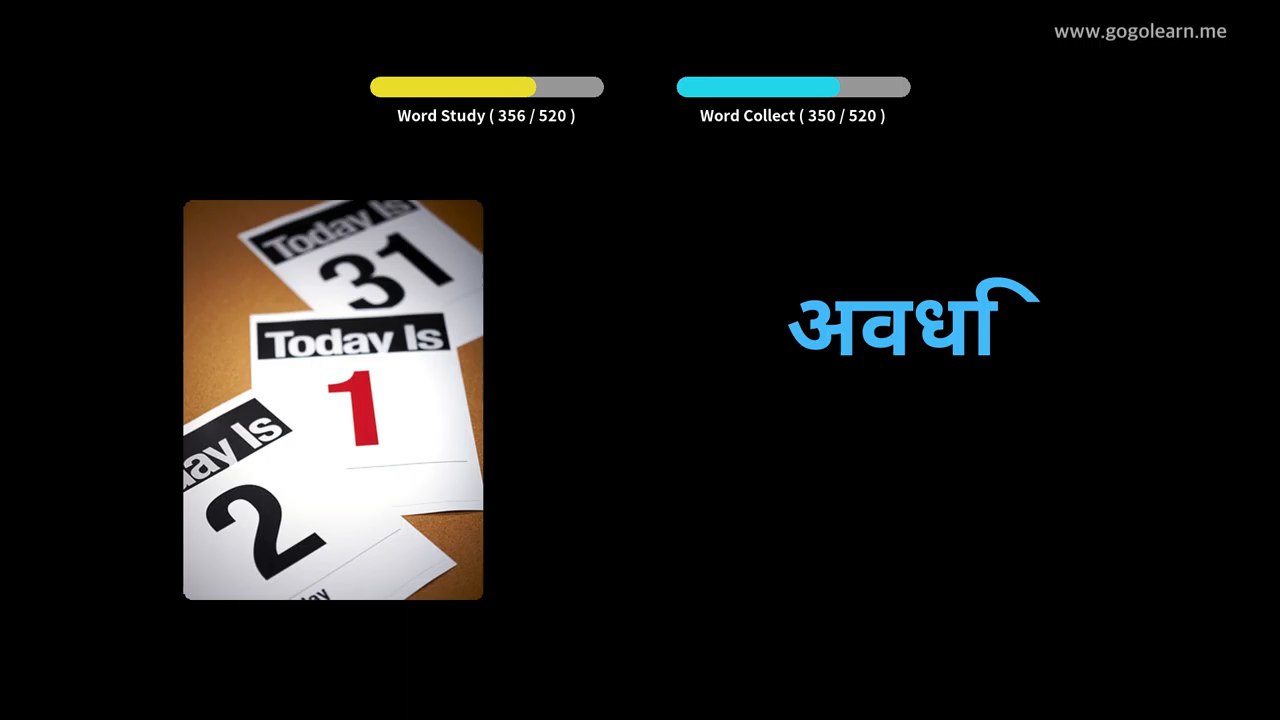 www.gogolearn.me
Word Study ( 356 / 520 )
Word Collect ( 350 / 520 )
अवधि
Today Is
31
Today Is
1
ay Is
2
ay